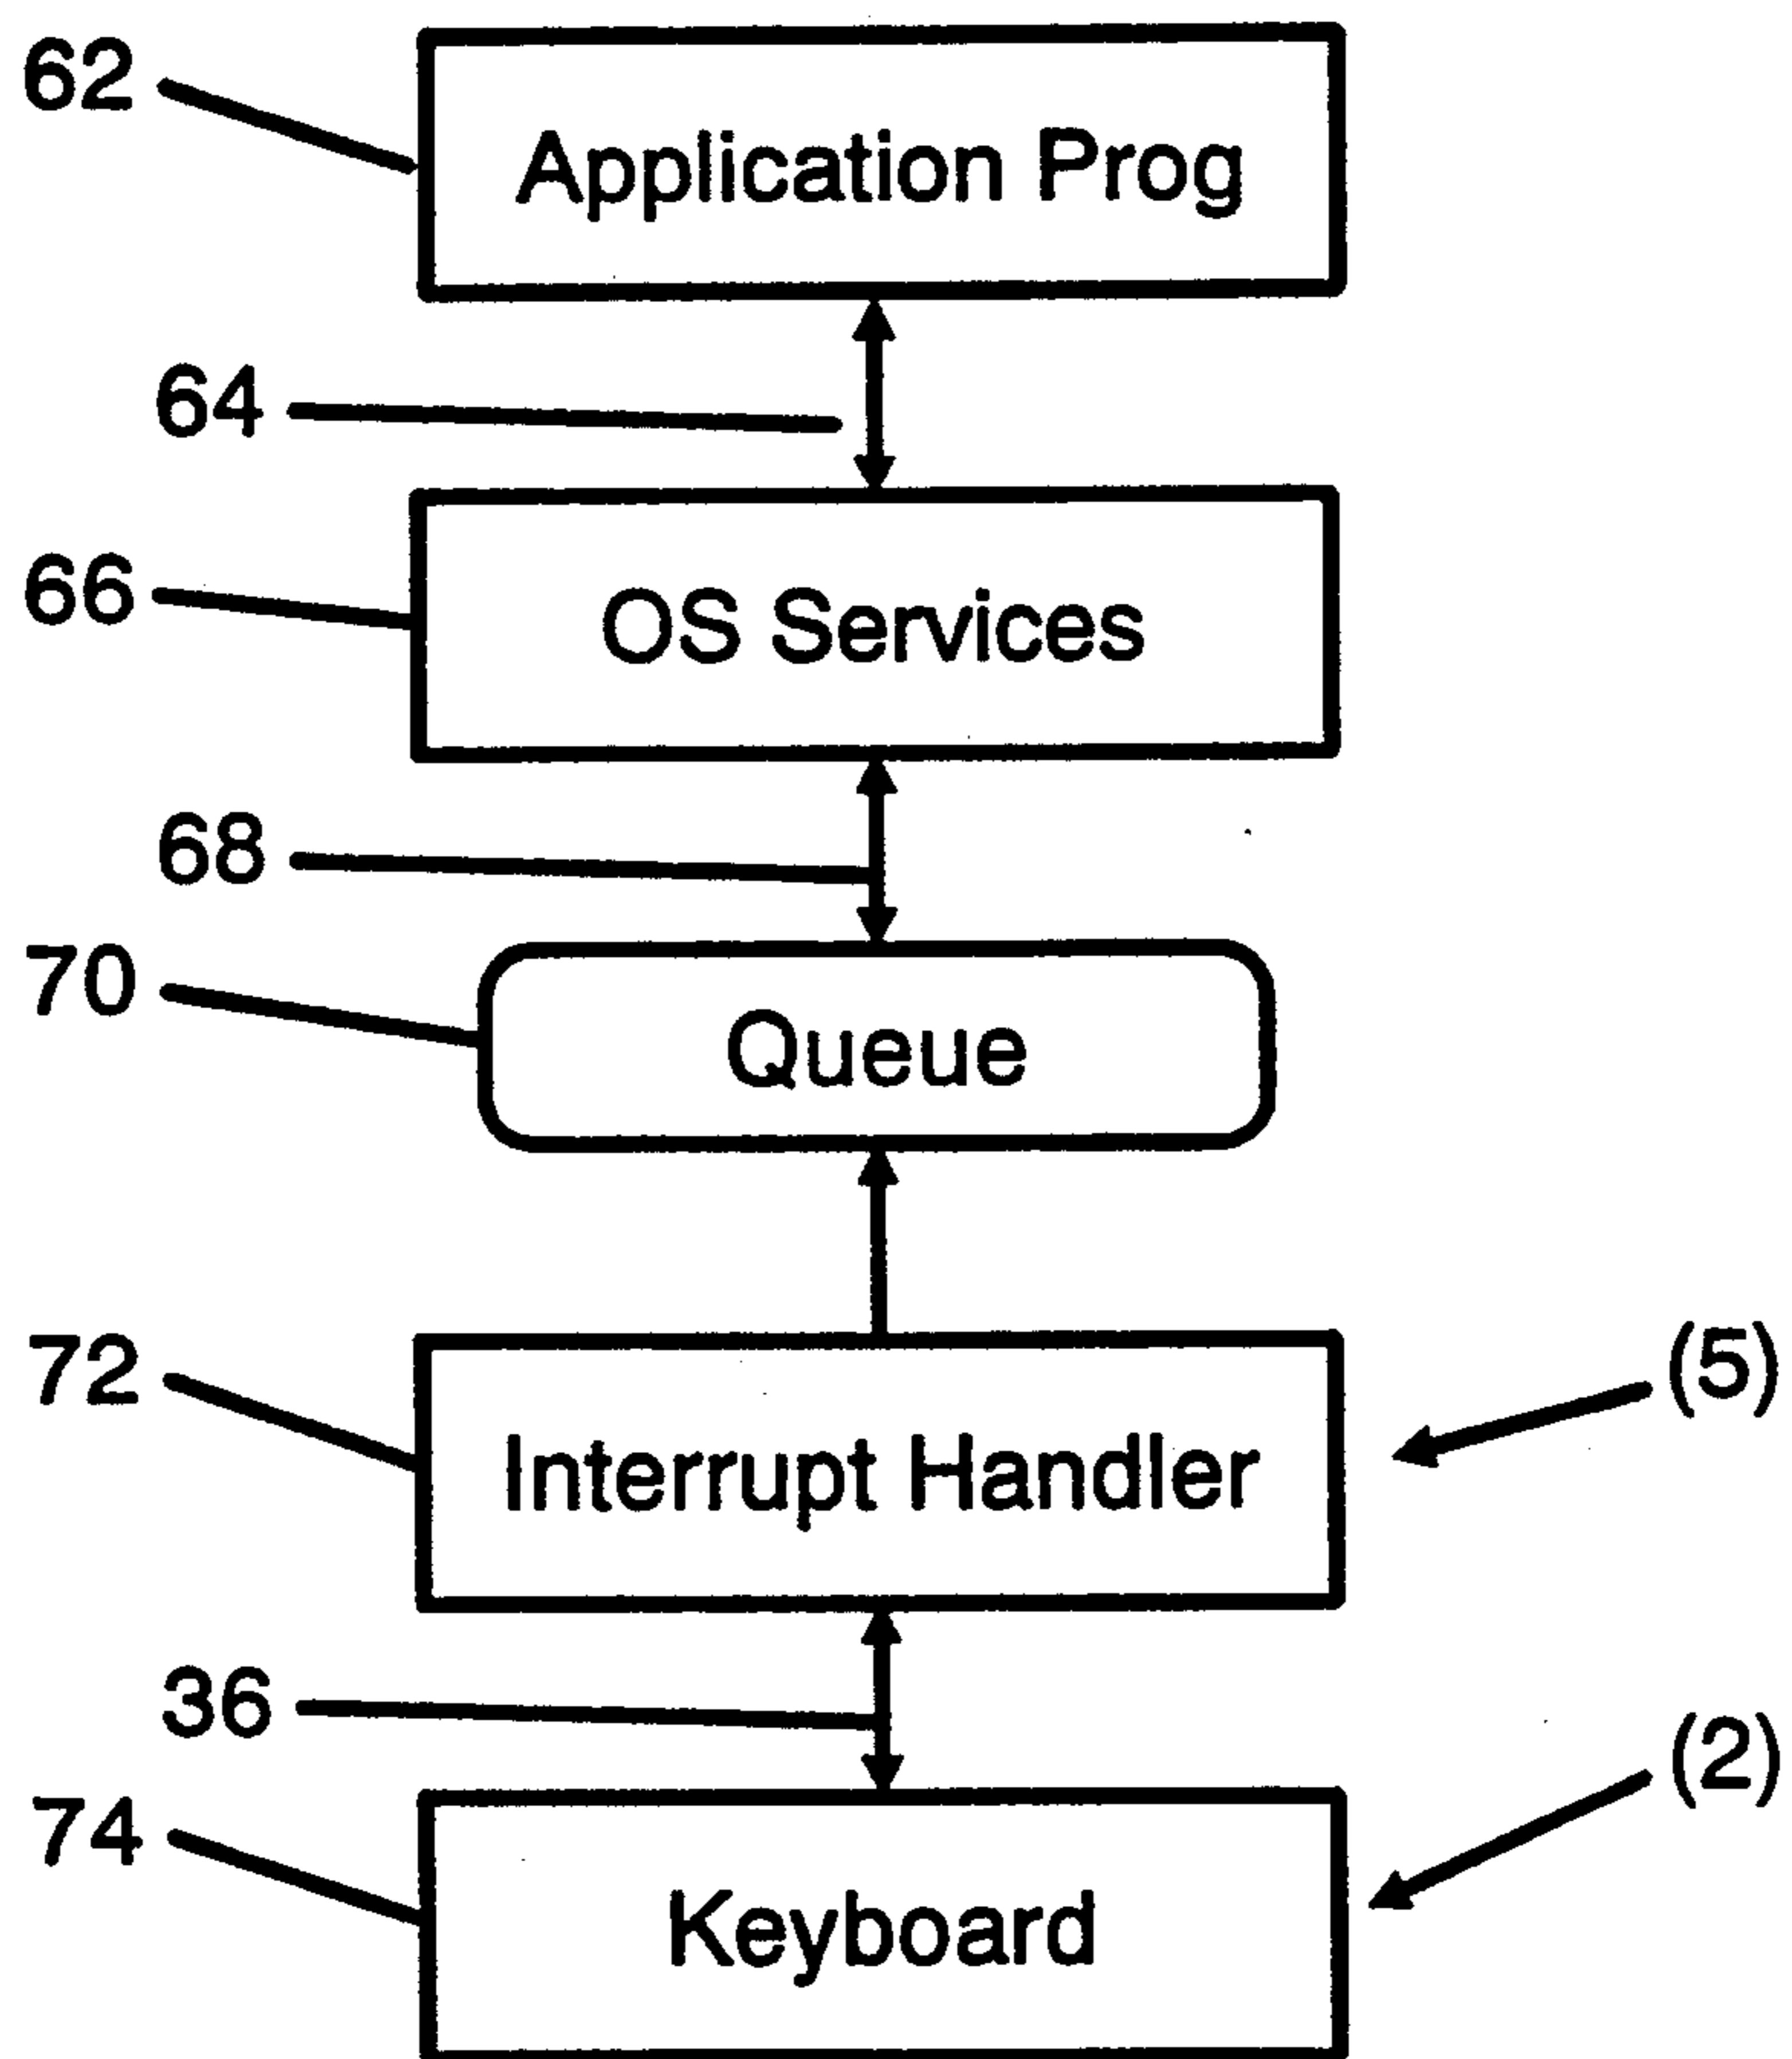 62
Application Prog
64
66
OS Services
68
70
Queue
72
(5)
Interrupt Handler
36
(2)
74
Keyboard